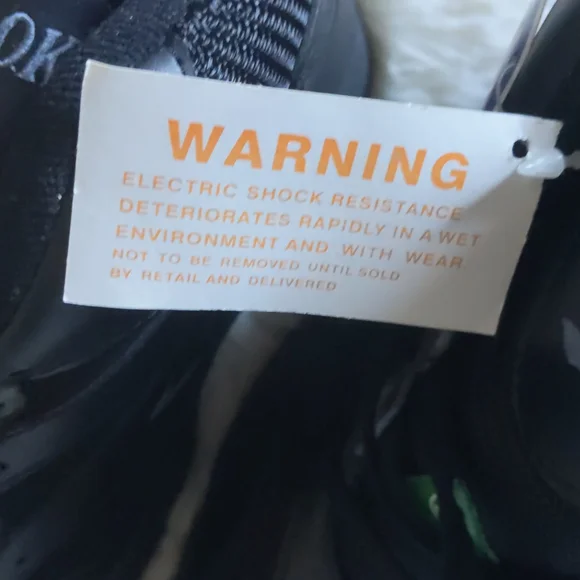 OK
WARNING
ELECTRIC SHOCK RESISTANCE
DETERIORATES RAPIDLY IN A WET
ENVIRONMENT AND WITH WEAR
NOT TO BE REMOVED UNTIL SOLD
BY RETAIL AND DELIVERED